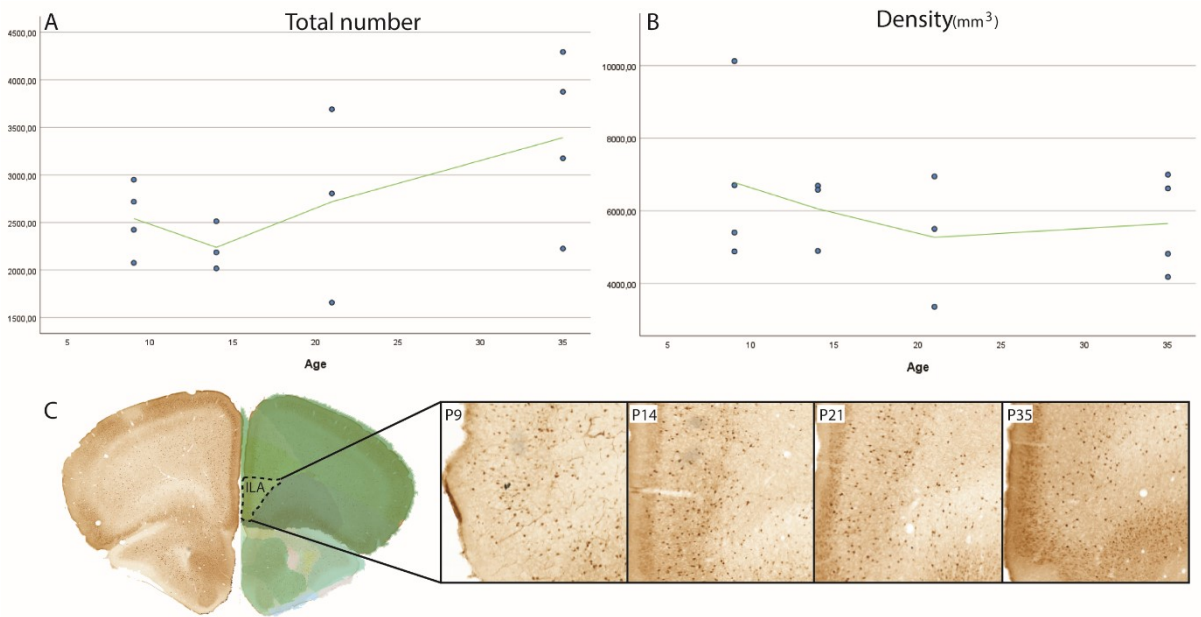 A
Total number
4500,00
4000,00
3500,00
3000,00
2500,00
2000,00
1500,00
5 10 15 20 25 30 35
Age
B
Density(mm³)
10000,00
8000,00
6000,00
4000,00
5 10 15 20 25 30 35
Age
C
ILA
P9 P14 P21 P35